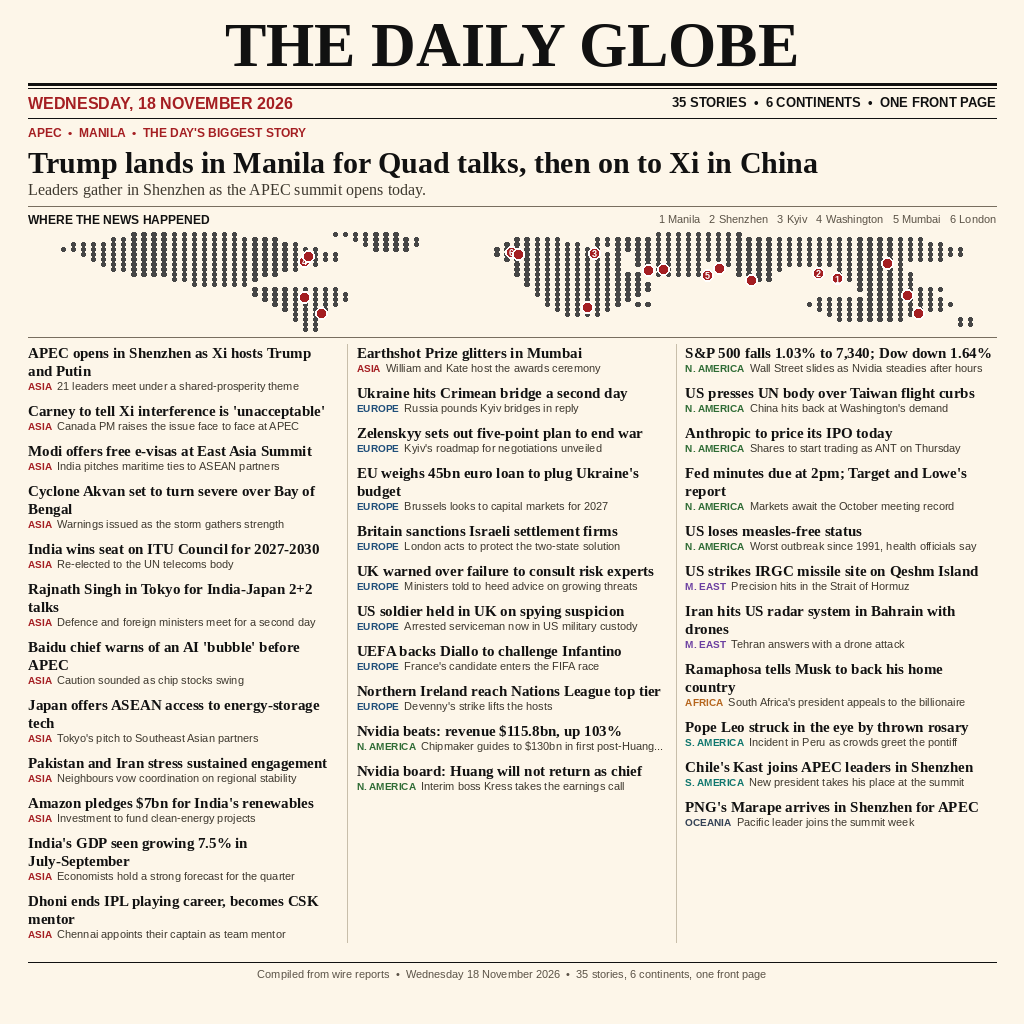 THE DAILY GLOBE
WEDNESDAY, 18 NOVEMBER 2026
35 STORIES • 6 CONTINENTS • ONE FRONT PAGE
APEC • MANILA • THE DAY'S BIGGEST STORY
Trump lands in Manila for Quad talks, then on to Xi in China
Leaders gather in Shenzhen as the APEC summit opens today.
WHERE THE NEWS HAPPENED
1 Manila 2 Shenzhen 3 Kyiv 4 Washington 5 Mumbai 6 London
6
3
4
5
2
1
APEC opens in Shenzhen as Xi hosts Trump
and Putin
ASIA 21 leaders meet under a shared-prosperity theme
Carney to tell Xi interference is 'unacceptable'
ASIA Canada PM raises the issue face to face at APEC
Modi offers free e-visas at East Asia Summit
ASIA India pitches maritime ties to ASEAN partners
Cyclone Akvan set to turn severe over Bay of
Bengal
ASIA Warnings issued as the storm gathers strength
India wins seat on ITU Council for 2027-2030
ASIA Re-elected to the UN telecoms body
Rajnath Singh in Tokyo for India-Japan 2+2
talks
ASIA Defence and foreign ministers meet for a second day
Baidu chief warns of an AI 'bubble' before
APEC
ASIA Caution sounded as chip stocks swing
Japan offers ASEAN access to energy-storage
tech
ASIA Tokyo's pitch to Southeast Asian partners
Pakistan and Iran stress sustained engagement
ASIA Neighbours vow coordination on regional stability
Amazon pledges $7bn for India's renewables
ASIA Investment to fund clean-energy projects
India's GDP seen growing 7.5% in
July-September
ASIA Economists hold a strong forecast for the quarter
Dhoni ends IPL playing career, becomes CSK
mentor
ASIA Chennai appoints their captain as team mentor
Earthshot Prize glitters in Mumbai
ASIA William and Kate host the awards ceremony
Ukraine hits Crimean bridge a second day
EUROPE Russia pounds Kyiv bridges in reply
Zelenskyy sets out five-point plan to end war
EUROPE Kyiv's roadmap for negotiations unveiled
EU weighs 45bn euro loan to plug Ukraine's
budget
EUROPE Brussels looks to capital markets for 2027
Britain sanctions Israeli settlement firms
EUROPE London acts to protect the two-state solution
UK warned over failure to consult risk experts
EUROPE Ministers told to heed advice on growing threats
US soldier held in UK on spying suspicion
EUROPE Arrested serviceman now in US military custody
UEFA backs Diallo to challenge Infantino
EUROPE France's candidate enters the FIFA race
Northern Ireland reach Nations League top tier
EUROPE Devenny's strike lifts the hosts
Nvidia beats: revenue $115.8bn, up 103%
N. AMERICA Chipmaker guides to $130bn in first post-Huang...
Nvidia board: Huang will not return as chief
N. AMERICA Interim boss Kress takes the earnings call
S&P 500 falls 1.03% to 7,340; Dow down 1.64%
N. AMERICA Wall Street slides as Nvidia steadies after hours
US presses UN body over Taiwan flight curbs
N. AMERICA China hits back at Washington's demand
Anthropic to price its IPO today
N. AMERICA Shares to start trading as ANT on Thursday
Fed minutes due at 2pm; Target and Lowe's
report
N. AMERICA Markets await the October meeting record
US loses measles-free status
N. AMERICA Worst outbreak since 1991, health officials say
US strikes IRGC missile site on Qeshm Island
M. EAST Precision hits in the Strait of Hormuz
Iran hits US radar system in Bahrain with
drones
M. EAST Tehran answers with a drone attack
Ramaphosa tells Musk to back his home
country
AFRICA South Africa's president appeals to the billionaire
Pope Leo struck in the eye by thrown rosary
S. AMERICA Incident in Peru as crowds greet the pontiff
Chile's Kast joins APEC leaders in Shenzhen
S. AMERICA New president takes his place at the summit
PNG's Marape arrives in Shenzhen for APEC
OCEANIA Pacific leader joins the summit week
Compiled from wire reports • Wednesday 18 November 2026 • 35 stories, 6 continents, one front page